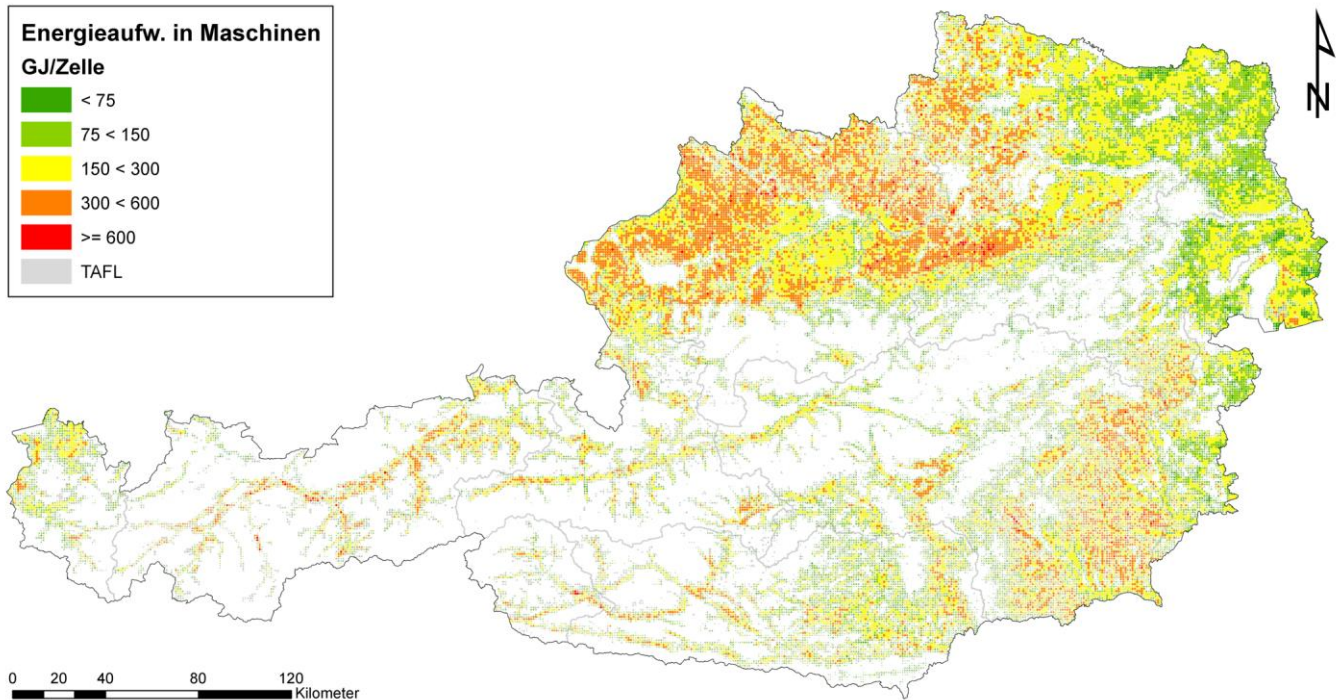 Energieaufw. in Maschinen
GJ/Zelle
< 75
75 < 150
150 < 300
300 < 600
>= 600
TAFL
N
0 20 40 80 120
Kilometer